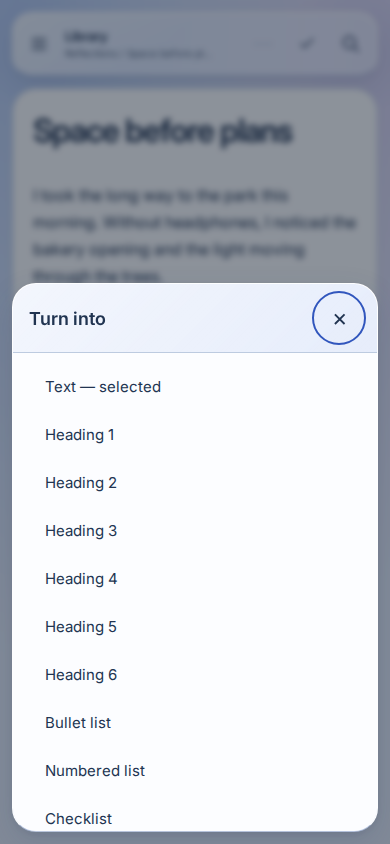 Library
Space before plans
I took the long way to the park this
morning. Without headphones, I noticed the
bakery opening and the light moving
through the trees.
Turn into
Text — selected
Heading 1
Heading 2
Heading 3
Heading 4
Heading 5
Heading 6
Bullet list
Numbered list
Checklist